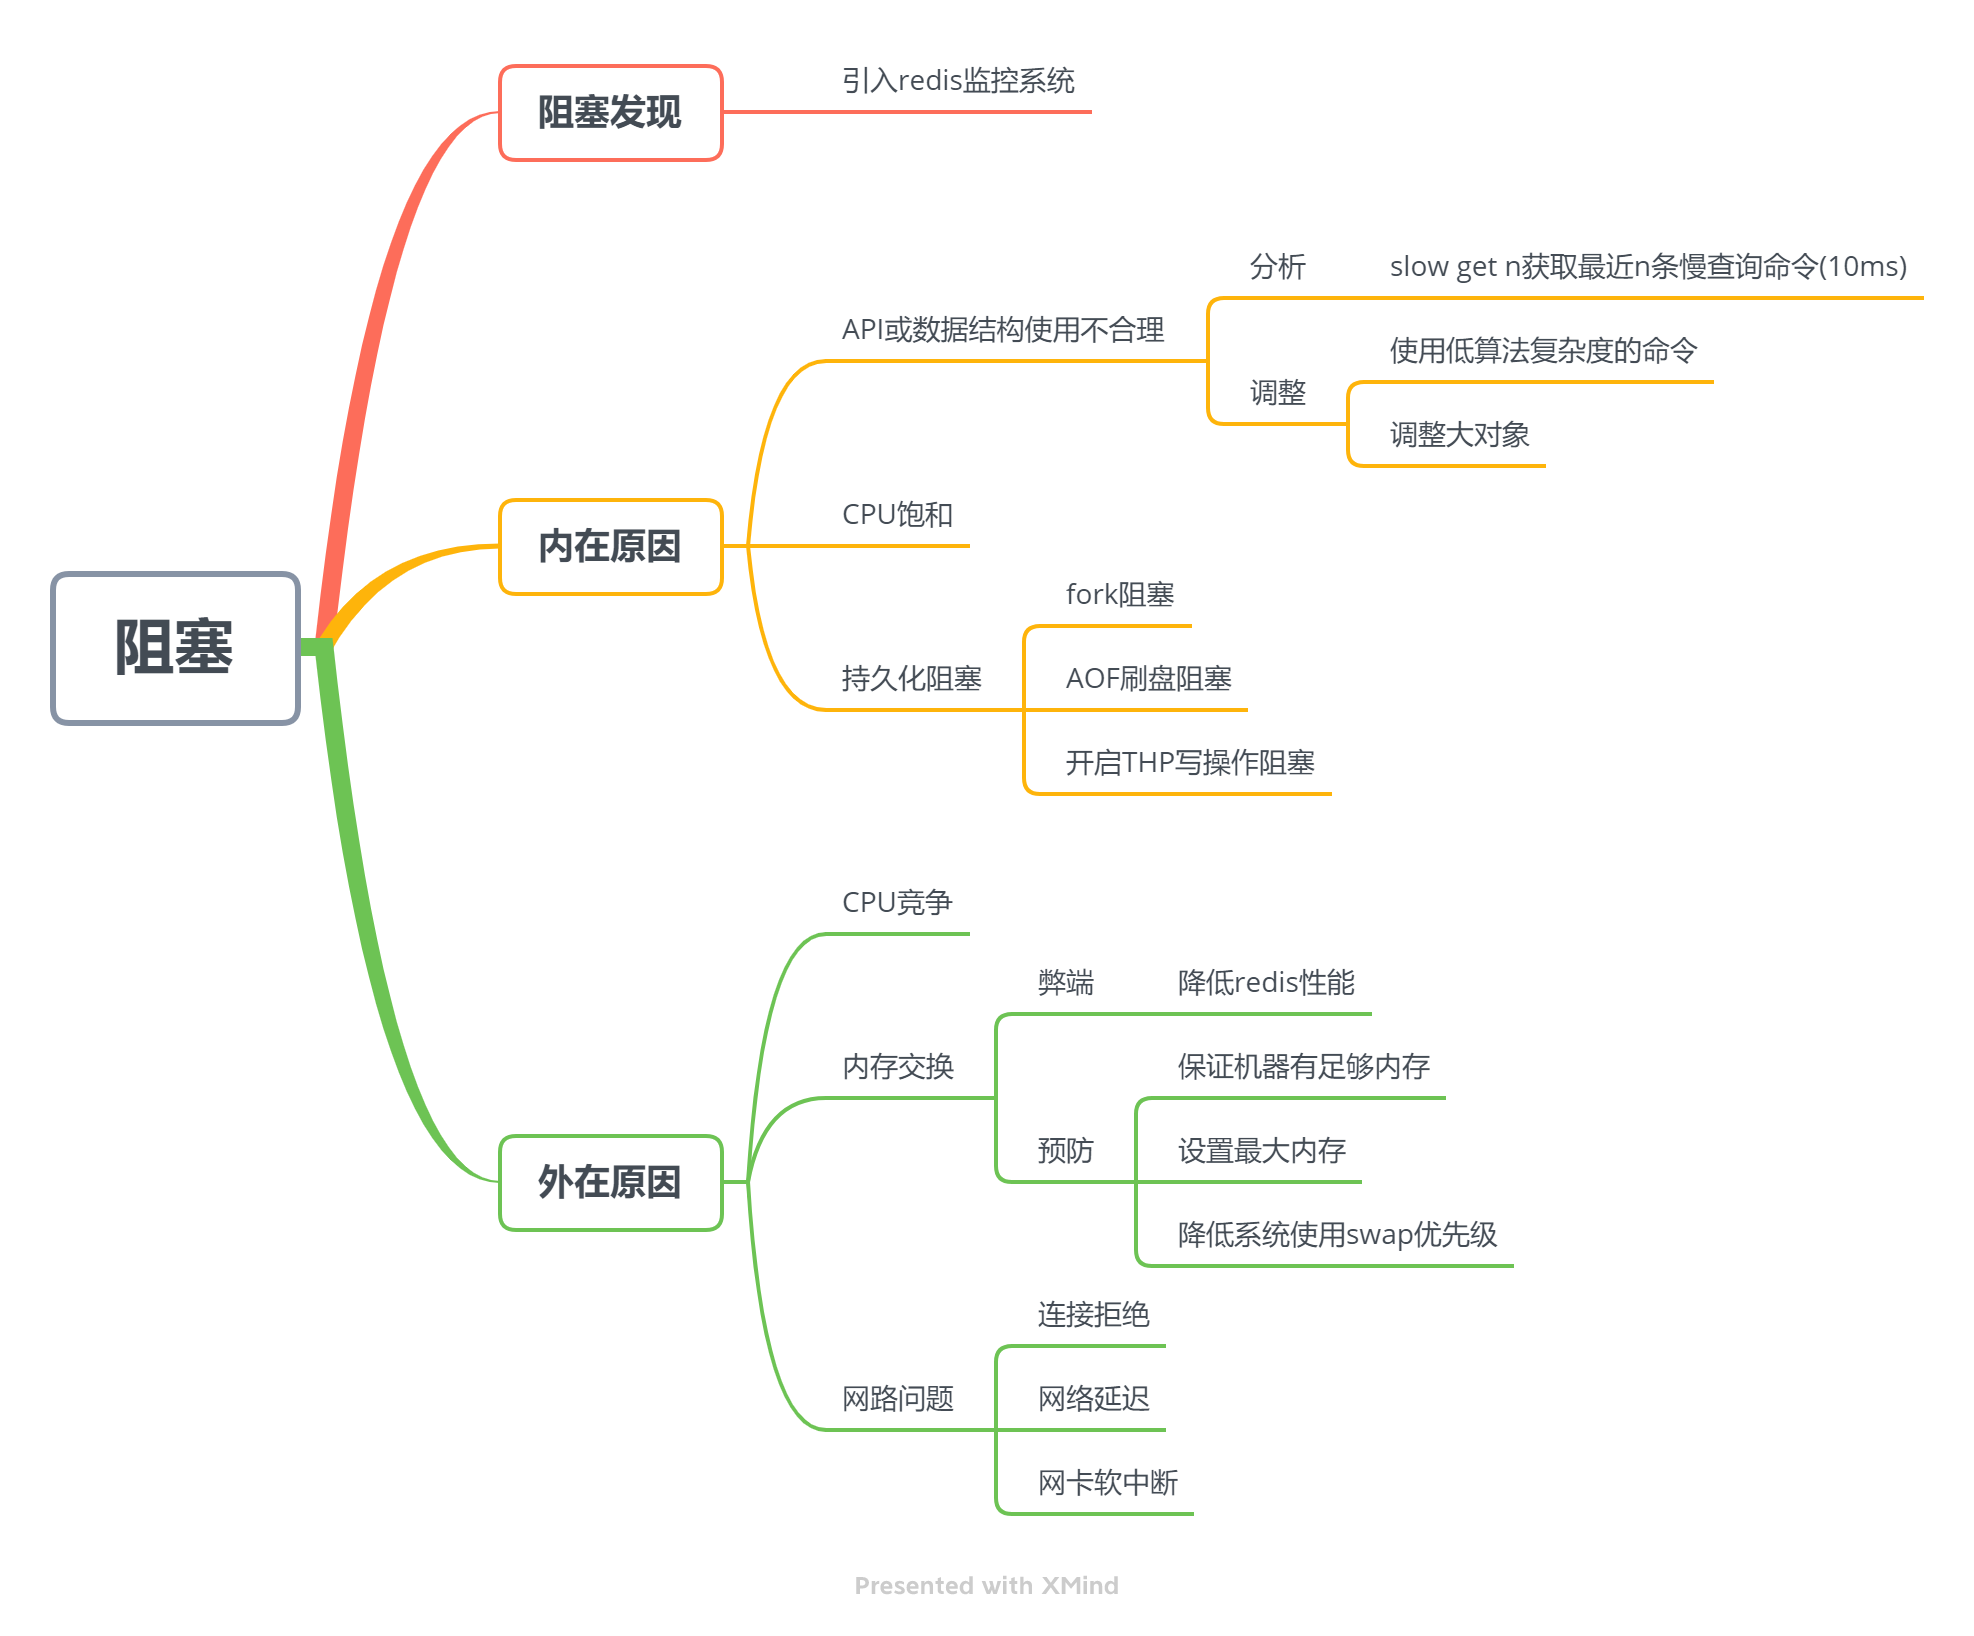 阻塞
阻塞发现
引入redis监控系统
内在原因
API或数据结构使用不合理
分析
slow get n获取最近n条慢查询命令(10ms)
调整
使用低算法复杂度的命令
调整大对象
CPU饱和
持久化阻塞
fork阻塞
AOF刷盘阻塞
开启THP写操作阻塞
外在原因
CPU竞争
内存交换
弊端
降低redis性能
预防
保证机器有足够内存
设置最大内存
降低系统使用swap优先级
网路问题
连接拒绝
网络延迟
网卡软中断
Presented with XMind